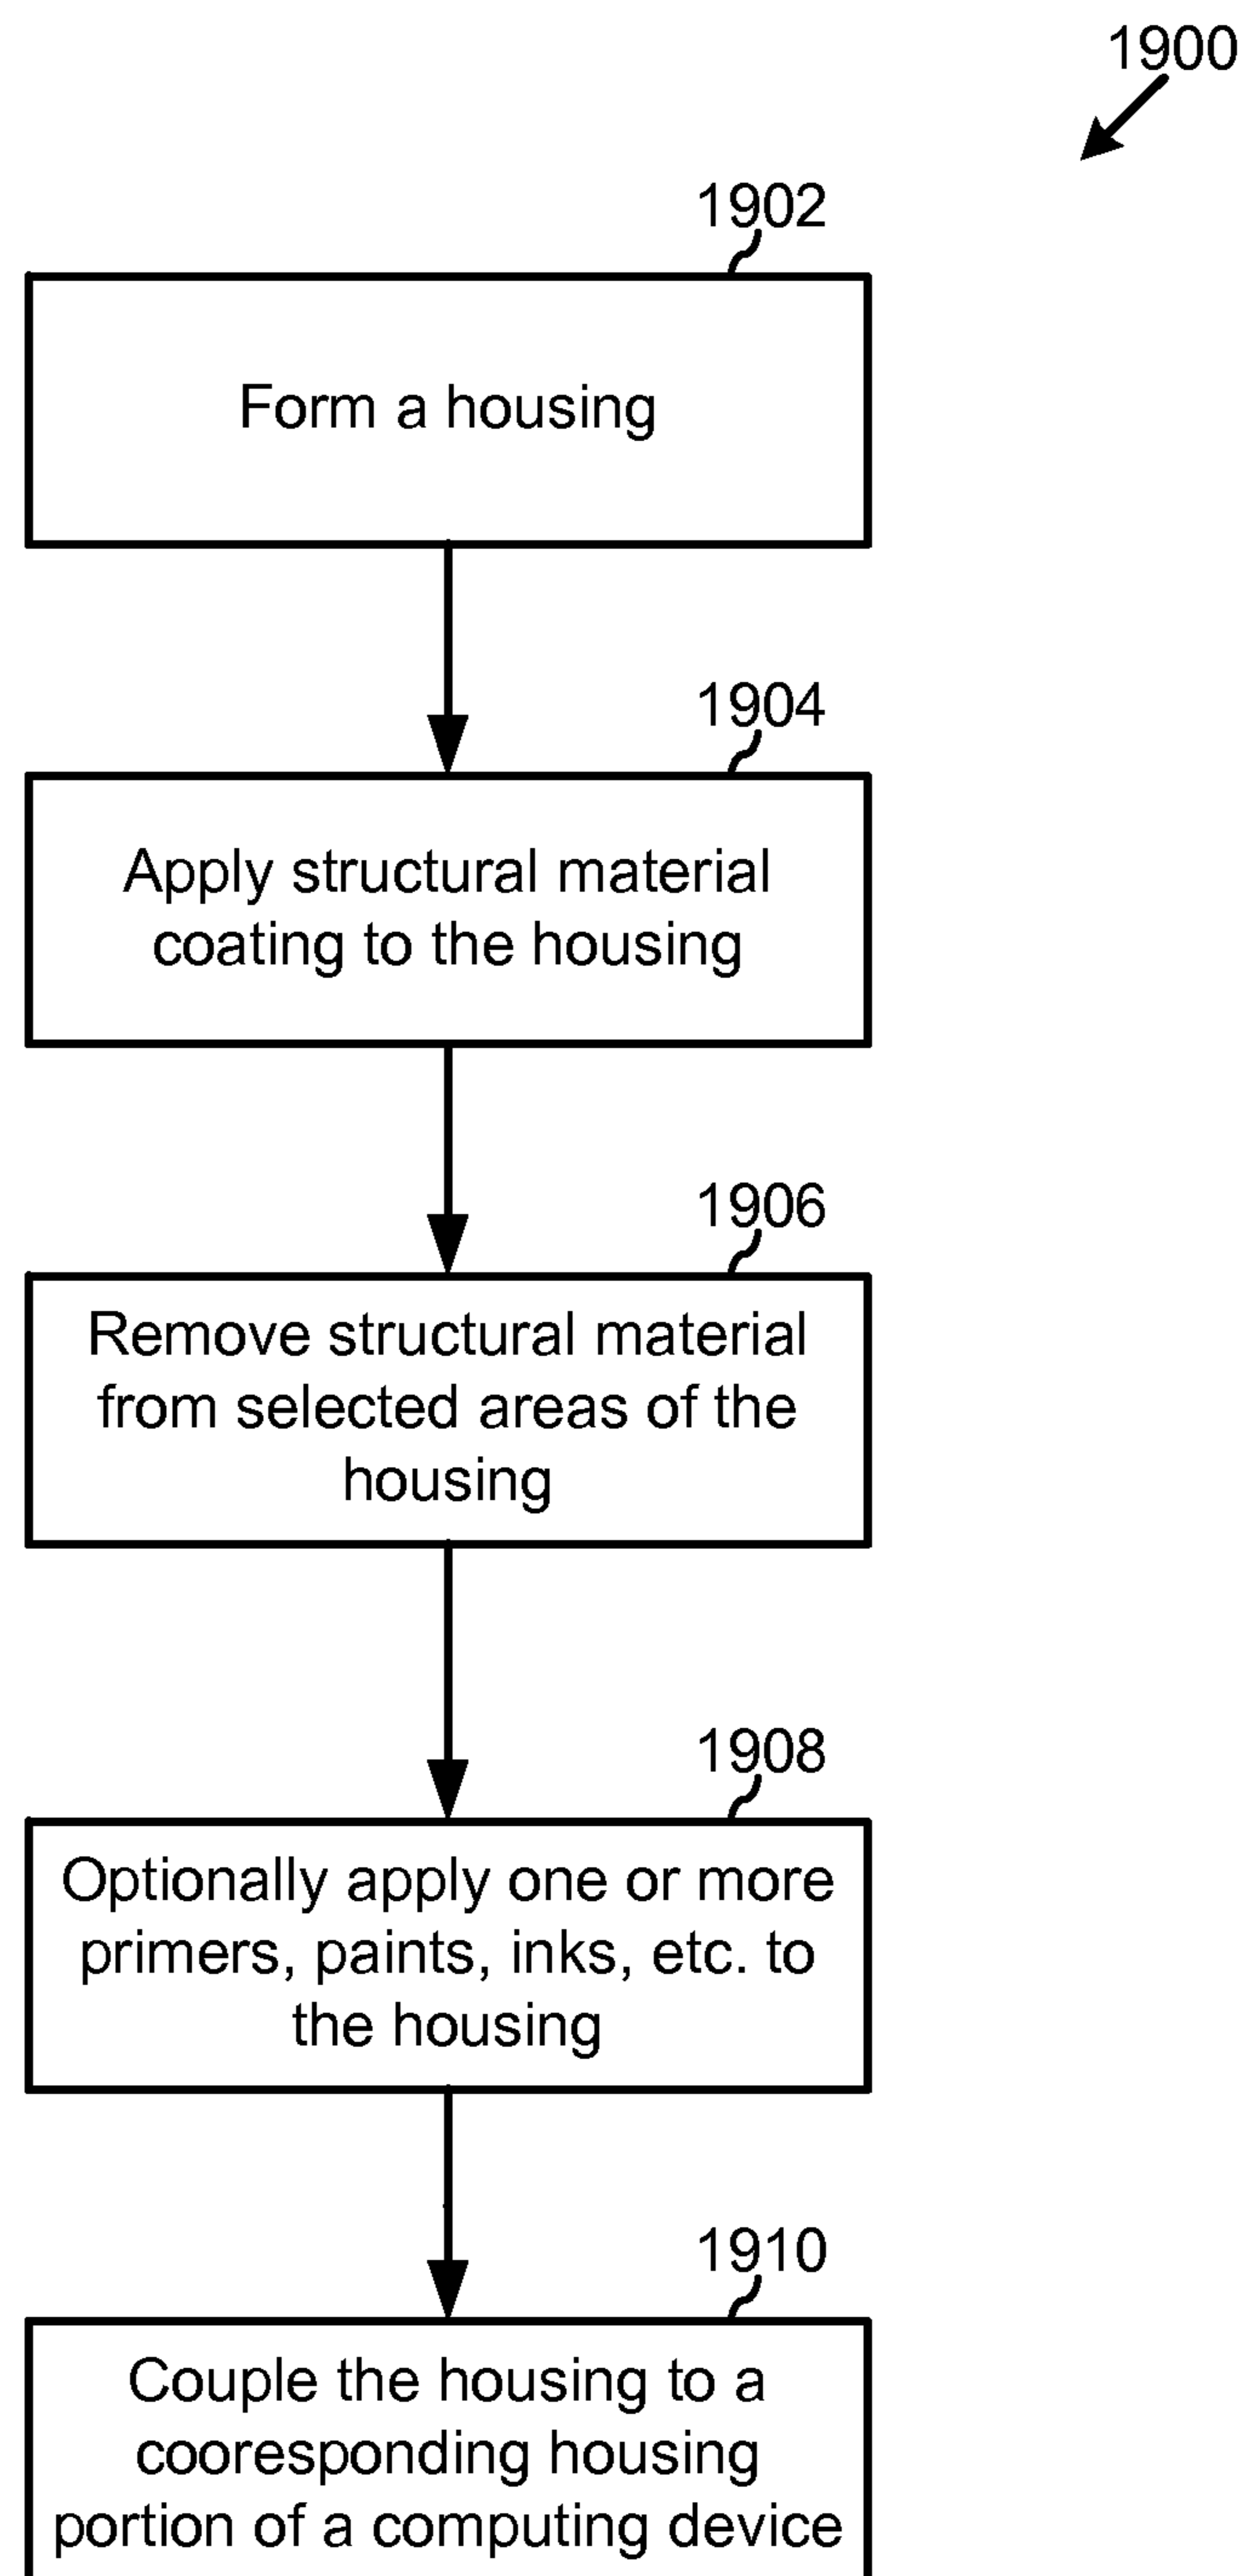 1900
1902
Form a housing
1904
Apply structural material
coating to the housing
1906
Remove structural material
from selected areas of the
housing
1908
Optionally apply one or more
primers, paints, inks, etc. to
the housing
1910
Couple the housing to a
cooresponding housing
portion of a computing device